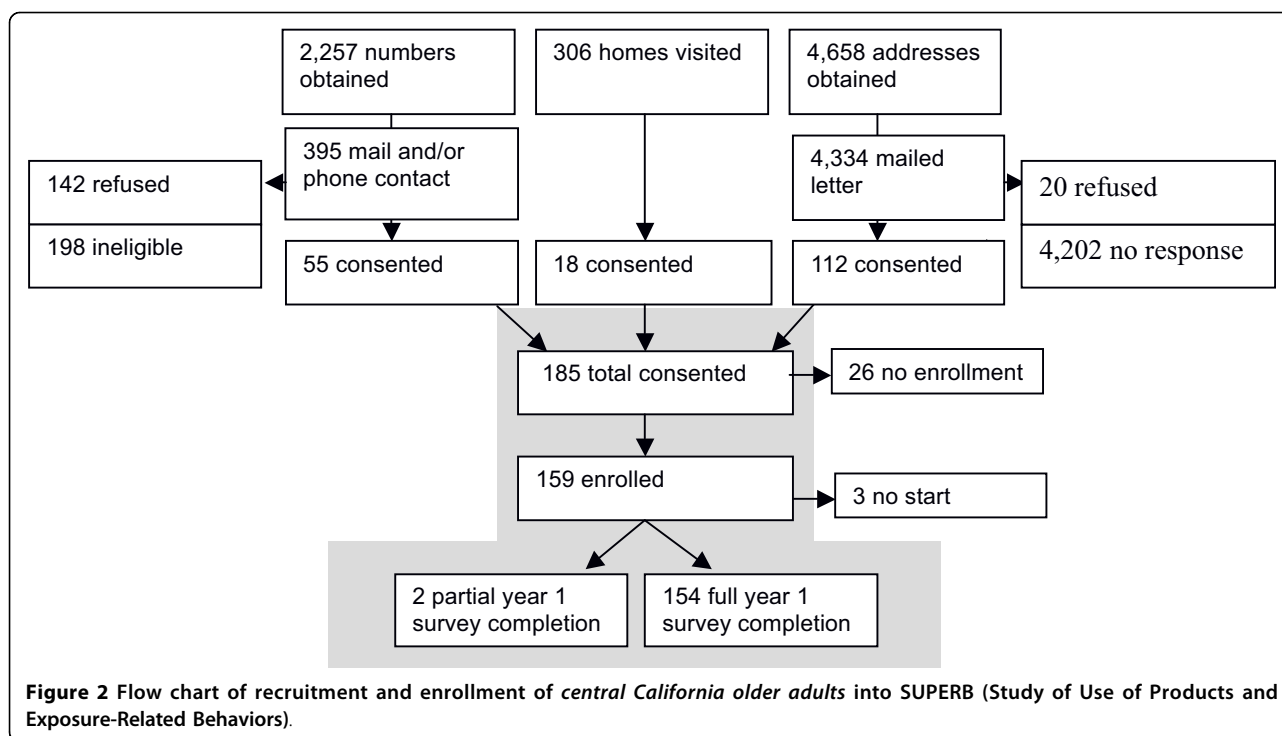 2,257 numbers
obtained
306 homes visited
4,658 addresses
obtained
395 mail and/or
phone contact
4,334 mailed
letter
142 refused
198 ineligible
20 refused
4,202 no response
55 consented
18 consented
112 consented
185 total consented
26 no enrollment
159 enrolled
3 no start
2 partial year 1
survey completion
154 full year 1
survey completion
Figure 2 Flow chart of recruitment and enrollment of central California older adults into SUPERB (Study of Use of Products and
Exposure-Related Behaviors).